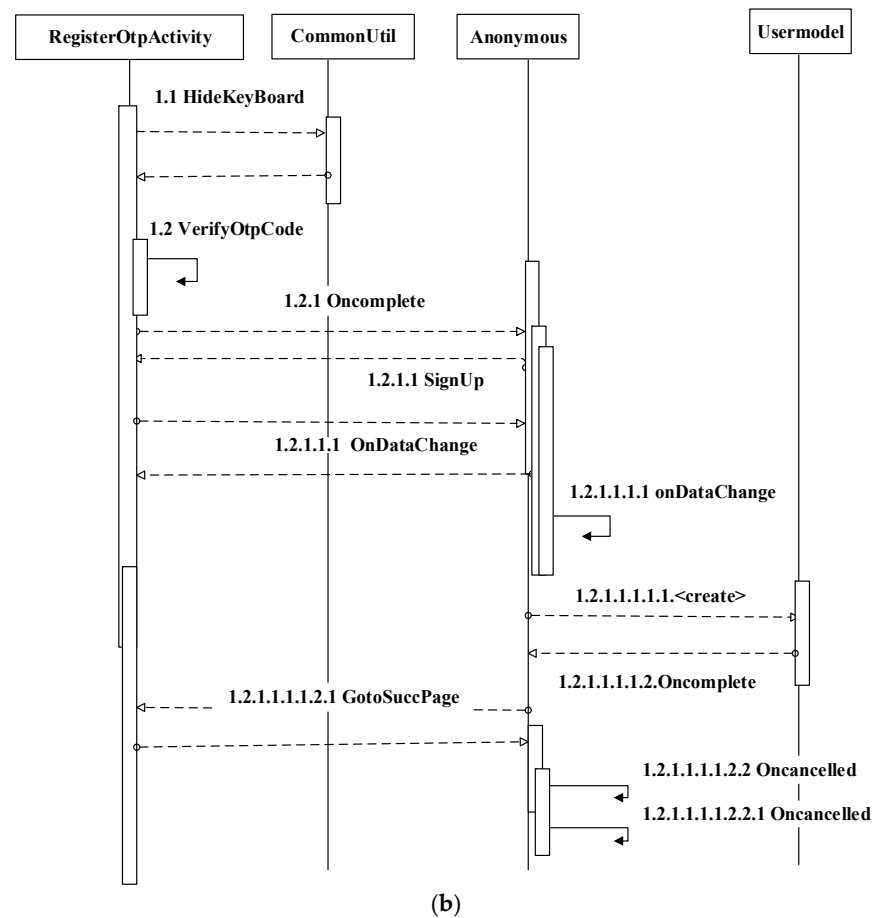 RegisterOtpActivity
CommonUtil
Anonymous
Usermodel
1.1 HideKeyBoard
1.2 VerifyOtpCode
1.2.1 Oncomplete
1.2.1.1 SignUp
1.2.1.1.1 OnDataChange
1.2.1.1.1.1 onDataChange
1.2.1.1.1.1.1.<create>
1.2.1.1.1.1.2.Oncomplete
1.2.1.1.1.1.2.1 GotoSuccPage
1.2.1.1.1.1.2.2 Oncancelled
1.2.1.1.1.1.2.2.1 Oncancelled
(b)